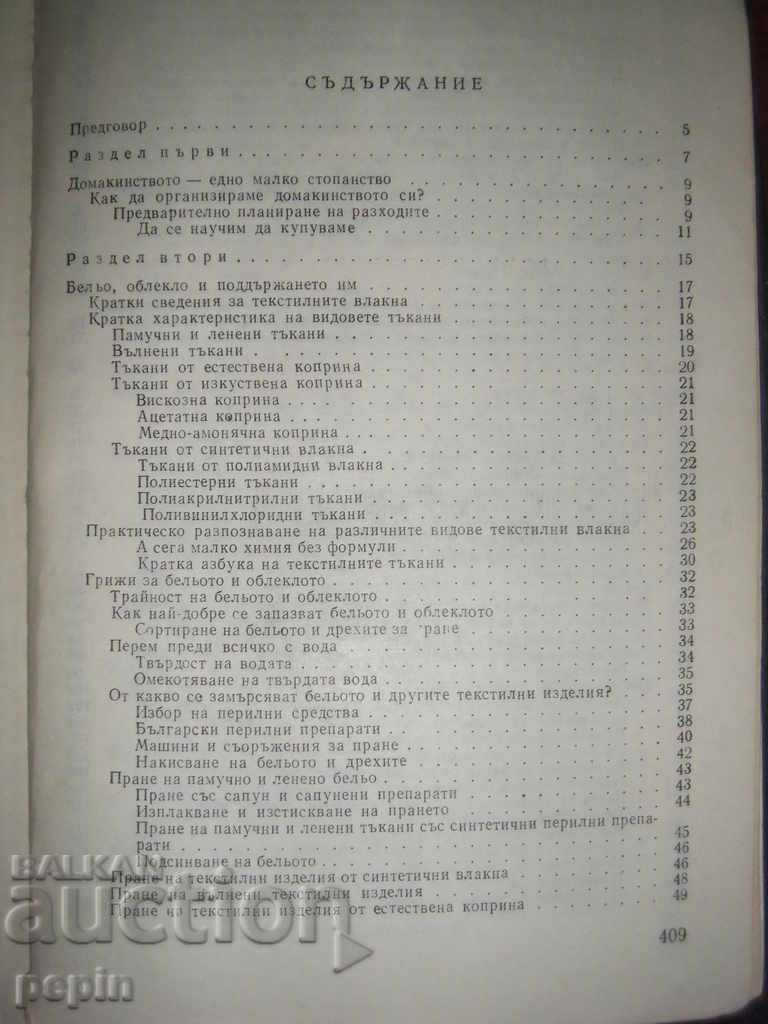 СЪДЪРЖАНИЕ
Предговор . . . . . . . . . . 5
Раздел първи . . . . . . . . . . 7
Домакинството — едно малко стопанство . . . . . . . . . . 9
Как да организираме домакинството си? . . . . . . . . . . 9
Предварително планиране на разходите . . . . . . . . . . 9
Да се научим да купуваме . . . . . . . . . . 11
Раздел втори . . . . . . . . . . 15
Бельо, облекло и поддържането им . . . . . . . . . . 17
Кратки сведения за текстилните влакна . . . . . . . . . . 17
Кратка характеристика на видовете тъкани . . . . . . . . . . 18
Памучни и ленени тъкани . . . . . . . . . . 18
Вълнени тъкани . . . . . . . . . . 19
Тъкани от естествена коприна . . . . . . . . . . 20
Тъкани от изкуствена коприна . . . . . . . . . . 21
Вискозна коприна . . . . . . . . . . 21
Ацетатна коприна . . . . . . . . . . 21
Медно-амонячна коприна . . . . . . . . . . 21
Тъкани от синтетични влакна . . . . . . . . . . 22
Тъкани от полиамидни влакна . . . . . . . . . . 22
Полиестерни тъкани . . . . . . . . . . 22
Полиакрилнитрилни тъкани . . . . . . . . . . 23
Поливинилхлоридни тъкани . . . . . . . . . . 23
Практическо разпознаване на различните видове текстилни влакна . . 23
А сега малко химия без формули . . . . . . . . . . 26
Кратка азбука на текстилните тъкани . . . . . . . . . . 30
Грижи за бельото и облеклото . . . . . . . . . . 32
Трайност на бельото и облеклото . . . . . . . . . . 32
Как най-добре се запазват бельото и облеклото . . . . . . . . . . 33
Сортиране на бельото и дрехите за пране . . . . . . . . . . 33
Перем преди всичко с вода . . . . . . . . . . 34
Твърдост на водата . . . . . . . . . . 34
Омекотяване на твърдата вода . . . . . . . . . . 35
От какво се замърсяват бельото и другите текстилни изделия? . . . 35
Избор на перилни средства . . . . . . . . . . 37
Български перилни препарати . . . . . . . . . . 38
Машини и съоръжения за пране . . . . . . . . . . 40
Накисване на бельото и дрехите . . . . . . . . . . 42
Пране на памучно и ленено бельо . . . . . . . . . . 43
Пране със сапун и сапунени препарати . . . . . . . . . . 43
Изплакване и изстискване на прането . . . . . . . . . . 44
Пране на памучни и ленени тъкани със синтетични перилни препа-
рати . . . . . . . . . . 45
Подсинване на бельото . . . . . . . . . . 46
Пране на текстилни изделия от синтетични влакна . . . . . . . . . . 46
Пране на вълнени текстилни изделия . . . . . . . . . . 48
Пране на текстилни изделия от естествена коприна . . . . . . . . . . 49
409
BALKAN
auction
pepin